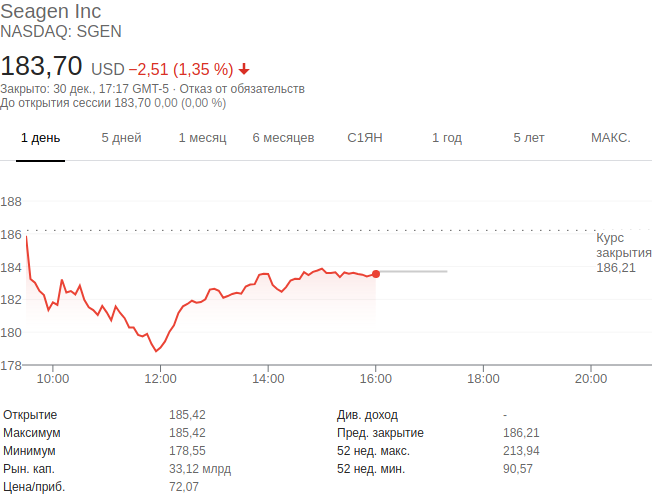 Seagen Inc
NASDAQ: SGEN
183,70 USD −2,51 (1,35 %)
Закрыто: 30 дек., 17:17 GMT-5 · Отказ от обязательств
До открытия сессии 183,70 0,00 (0,00 %)
1 день 5 дней 1 месяц 6 месяцев С1ЯН 1 год 5 лет МАКС.
188
186
184
182
180
178
Курс
закрытия
186,21
10:00 12:00 14:00 16:00 18:00 20:00
Открытие 185,42 Див. доход -
Максимум 185,42 Пред. закрытие 186,21
Минимум 178,55 52 нед. макс. 213,94
Рын. кап. 33,12 млрд 52 нед. мин. 90,57
Цена/приб. 72,07